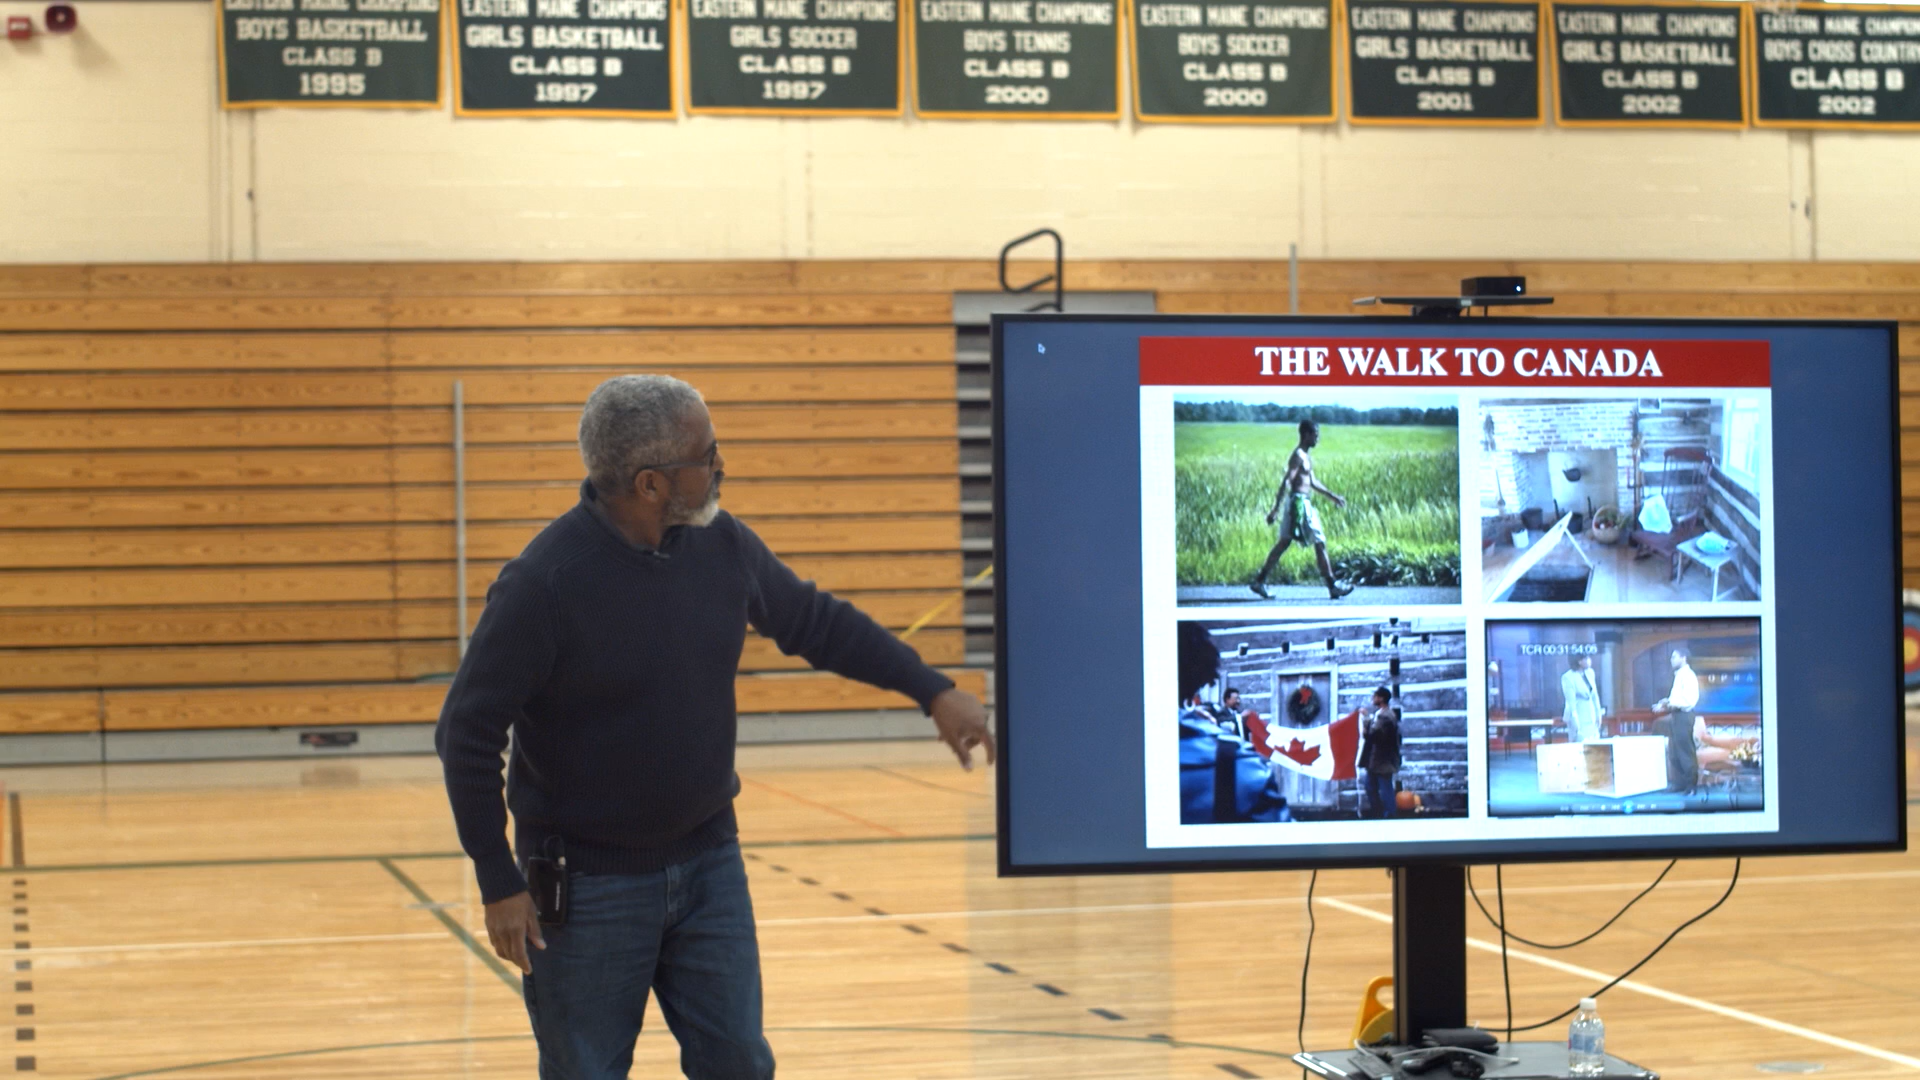 EASTERN MAINE CHAMPIONS
BOYS BASKETBALL
CLASS B
1995
EASTERN MAINE CHAMPIONS
GIRLS BASKETBALL
CLASS B
1997
EASTERN MAINE CHAMPIONS
GIRLS SOCCER
CLASS B
1997
EASTERN MAINE CHAMPIONS
BOYS TENNIS
CLASS B
2000
EASTERN MAINE CHAMPIONS
BOYS SOCCER
CLASS B
2000
EASTERN MAINE CHAMPIONS
GIRLS BASKETBALL
CLASS B
2001
EASTERN MAINE CHAMPIONS
GIRLS BASKETBALL
CLASS B
2002
EASTERN MAINE CHAMPIONS
BOYS CROSS COUNTRY
CLASS B
2002
THE WALK TO CANADA
TCR 00:31:54:06
OPRA